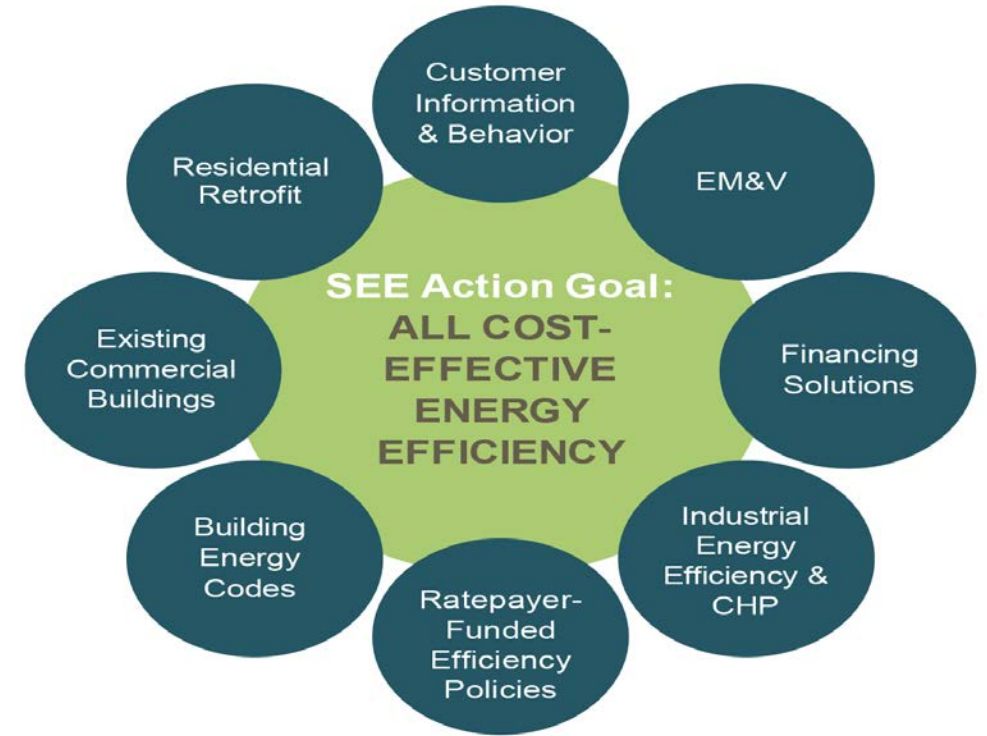 Customer
Information
& Behavior
EM&V
Financing
Solutions
Industrial
Energy
Efficiency &
CHP
Ratepayer-
Funded
Efficiency
Policies
Building
Energy
Codes
Existing
Commercial
Buildings
Residential
Retrofit
SEE Action Goal:
ALL COST-
EFFECTIVE
ENERGY
EFFICIENCY